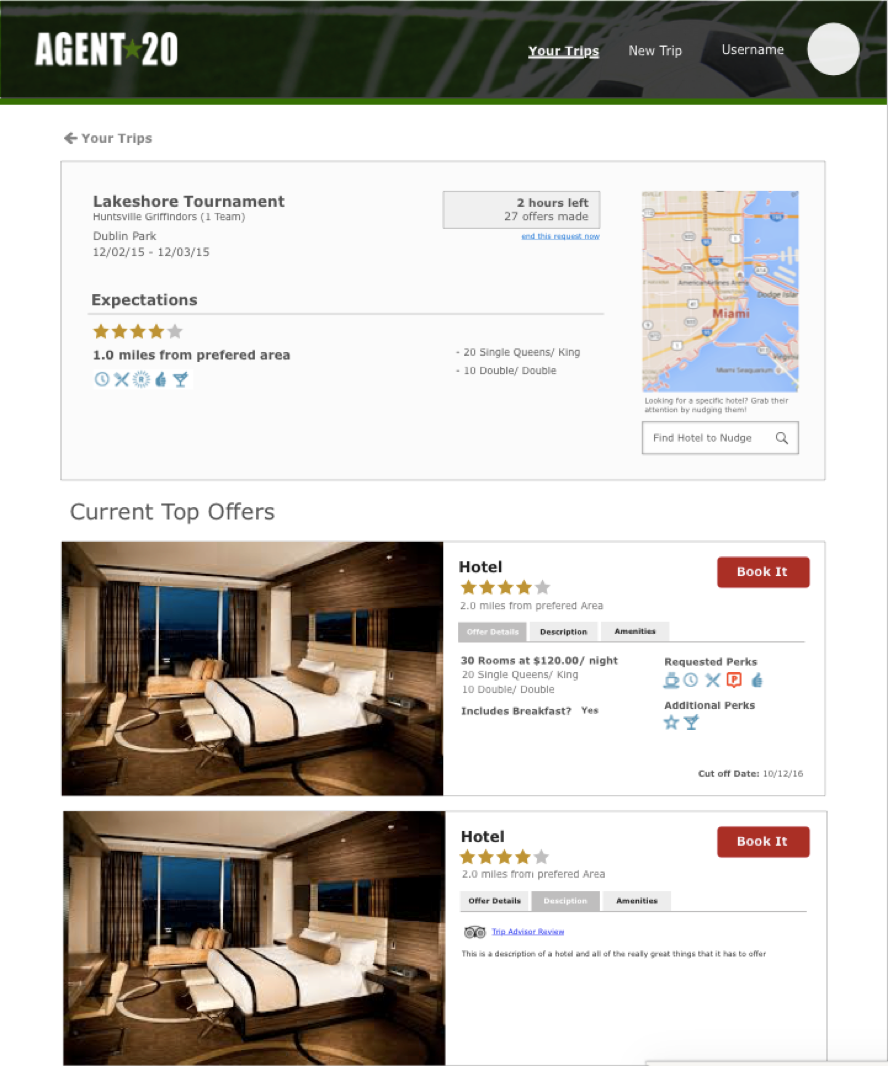 AGENT★20
Your Trips
New Trip
Username
Your Trips
Lakeshore Tournament
Huntsville Griffindors (1 Team)
Dublin Park
12/02/15 - 12/03/15
2 hours left
27 offers made
end this request now
Expectations
1.0 miles from prefered area
- 20 Single Queens/ King
- 10 Double/ Double
AmericanAirlines Arena
Dodge Islan
Miami
Virginia
Miami Seaquarium
Looking for a specific hotel? Grab their
attention by nudging them!
Find Hotel to Nudge
Current Top Offers
Hotel
Book It
2.0 miles from prefered Area
Offer Details
Description
Amenities
30 Rooms at $120.00/ night
20 Single Queens/ King
10 Double/ Double
Includes Breakfast? Yes
Requested Perks
P
Additional Perks
Cut off Date: 10/12/16
Hotel
Book It
2.0 miles from prefered Area
Offer Details
Desciption
Amenities
Trip Advisor Review
This is a description of a hotel and all of the really great things that it has to offer